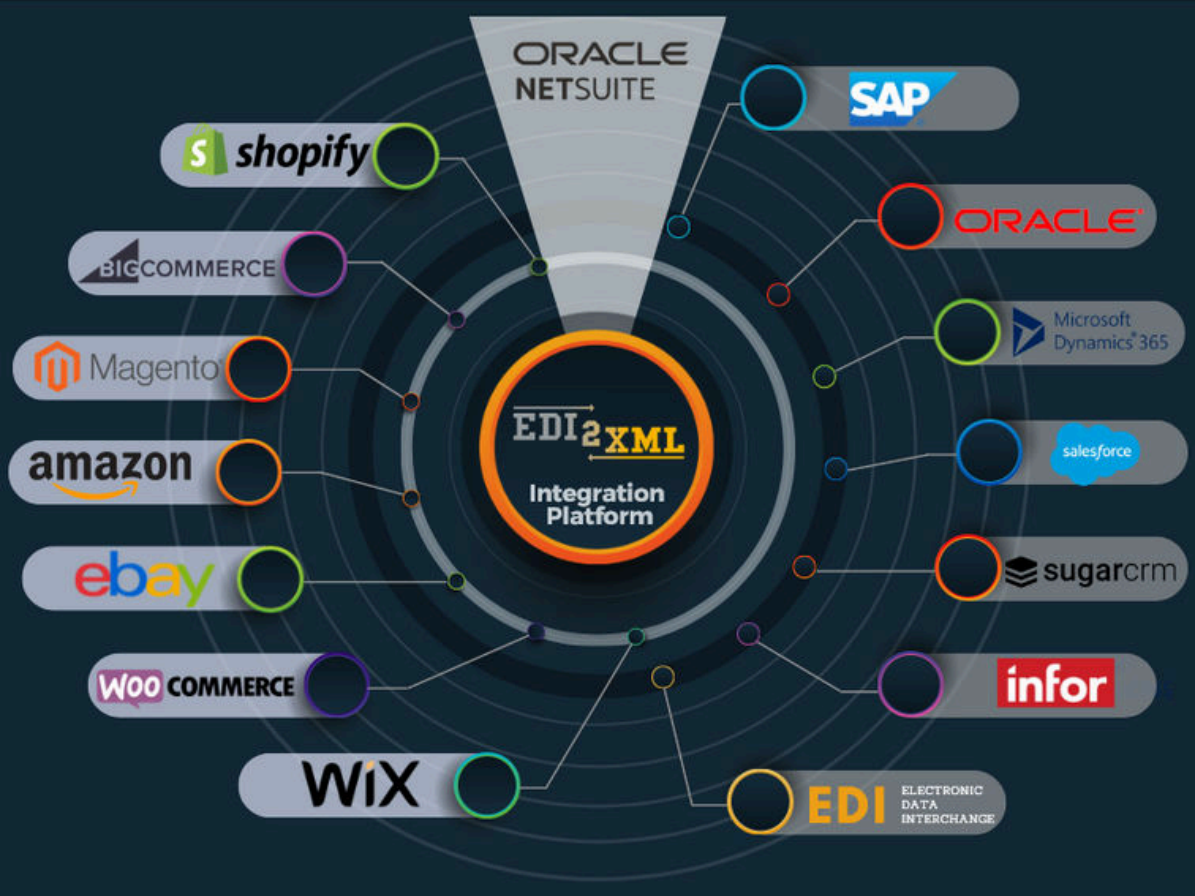 ORACLE
NETSUITE
SAP
shopify
ORACLE
BIGCOMMERCE
Microsoft
Dynamics 365
Magento
salesforce
amazon
EDI2XML
Integration
Platform
sugarcrm
ebay
infor
WOO COMMERCE
WiX
EDI
ELECTRONIC
DATA
INTERCHANGE